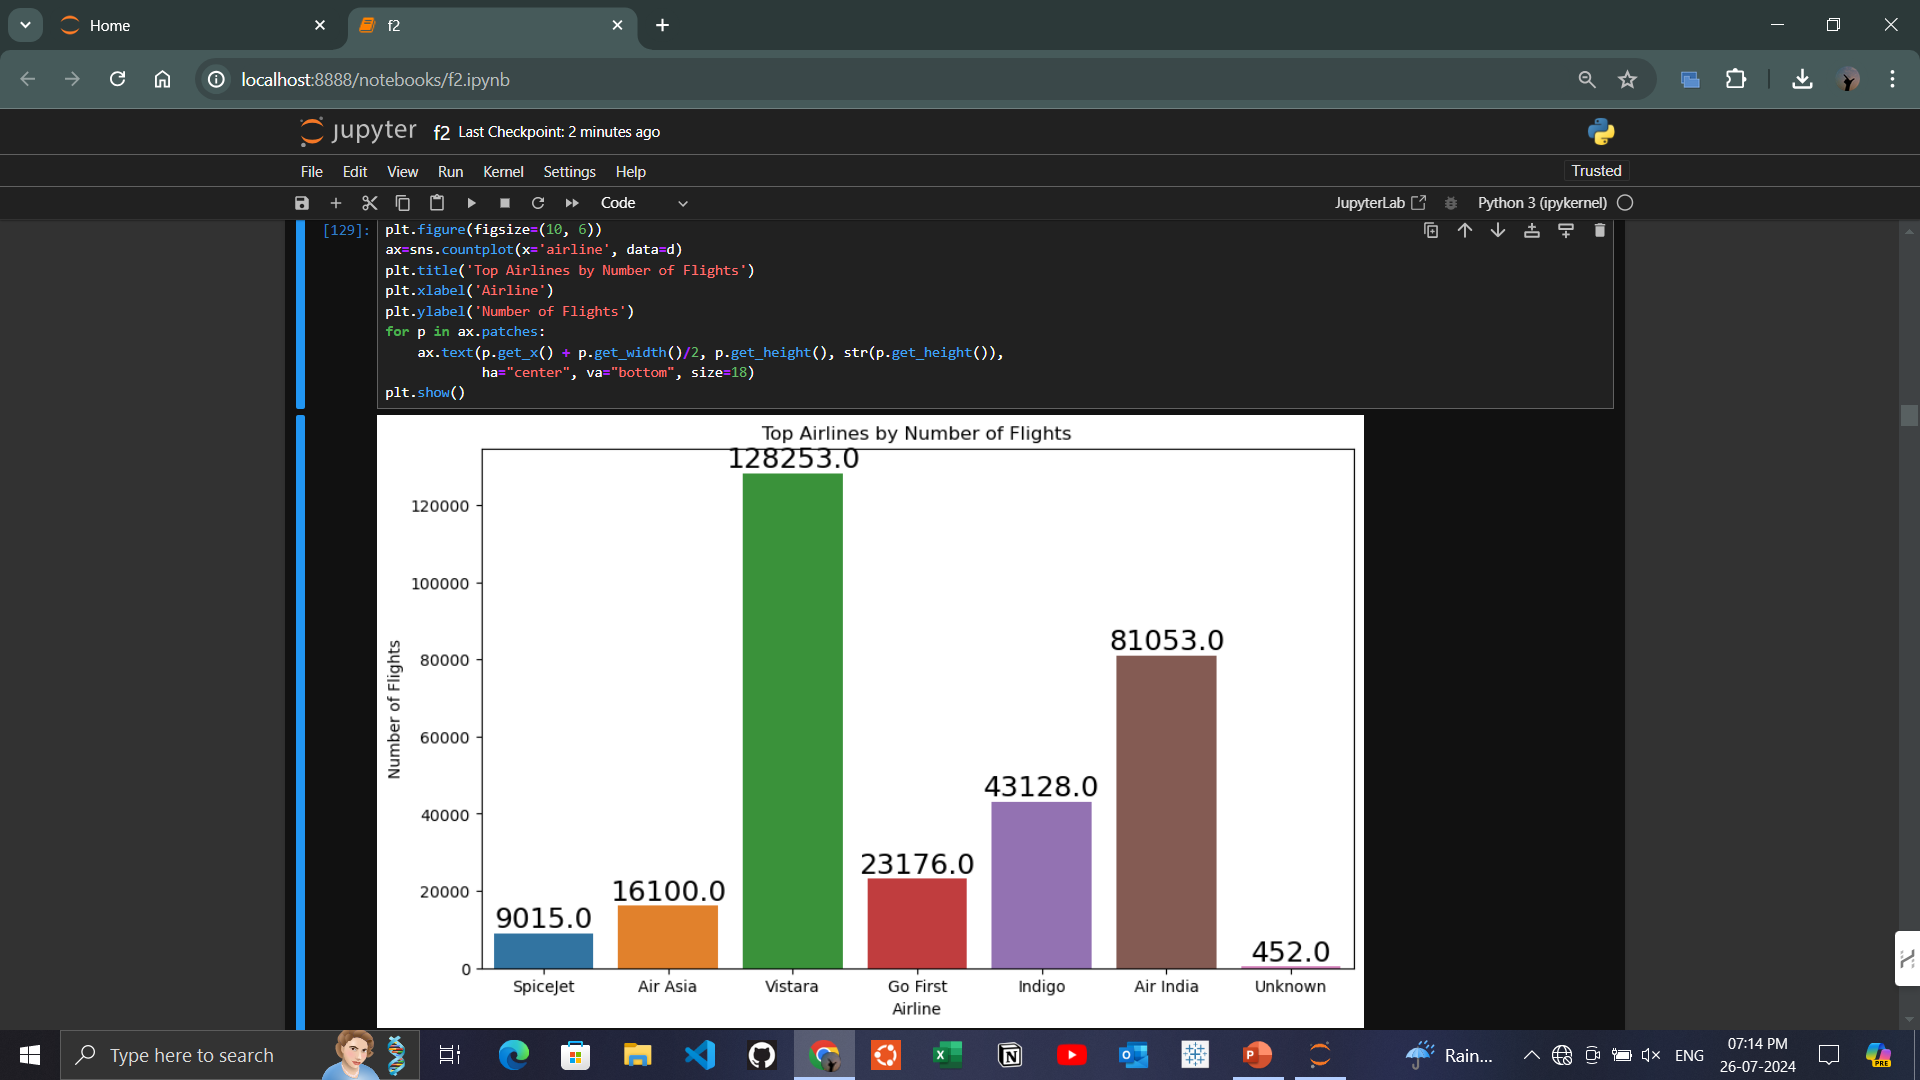 Home
f2
localhost:8888/notebooks/f2.ipynb
jupyter f2 Last Checkpoint: 2 minutes ago
File Edit View Run Kernel Settings Help
Trusted
Code
JupyterLab
Python 3 (ipykernel)
[129]:
plt.figure(figsize=(10, 6))
ax=sns.countplot(x='airline', data=d)
plt.title('Top Airlines by Number of Flights')
plt.xlabel('Airline')
plt.ylabel('Number of Flights')
for p in ax.patches:
    ax.text(p.get_x() + p.get_width()/2, p.get_height(), str(p.get_height()),
            ha="center", va="bottom", size=18)
plt.show()
Top Airlines by Number of Flights
128253.0
120000
100000
81053.0
80000
Number of Flights
60000
43128.0
40000
23176.0
20000
16100.0
9015.0
452.0
0
SpiceJet Air Asia Vistara Go First Indigo Air India Unknown
Airline
Type here to search
Rain...
ENG
07:14 PM
26-07-2024
PRE